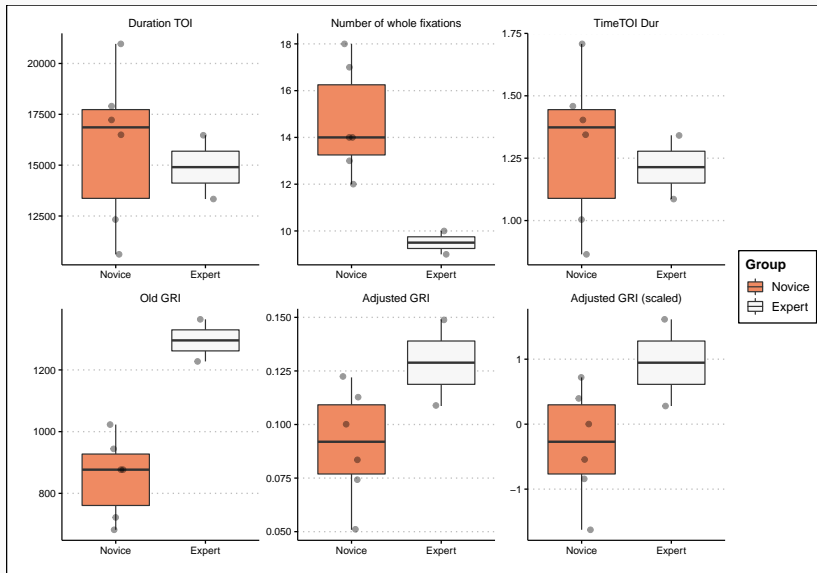 Duration TOI
Number of whole fixations
TimeTOI Dur
20000
17500
15000
12500
18
16
14
12
10
1.75
1.50
1.25
1.00
Novice Expert
Novice Expert
Novice Expert
Old GRI
Adjusted GRI
Adjusted GRI (scaled)
1200
1000
800
0.150
0.125
0.100
0.075
0.050
1
0
−1
Novice Expert
Novice Expert
Novice Expert
Group
Novice
Expert